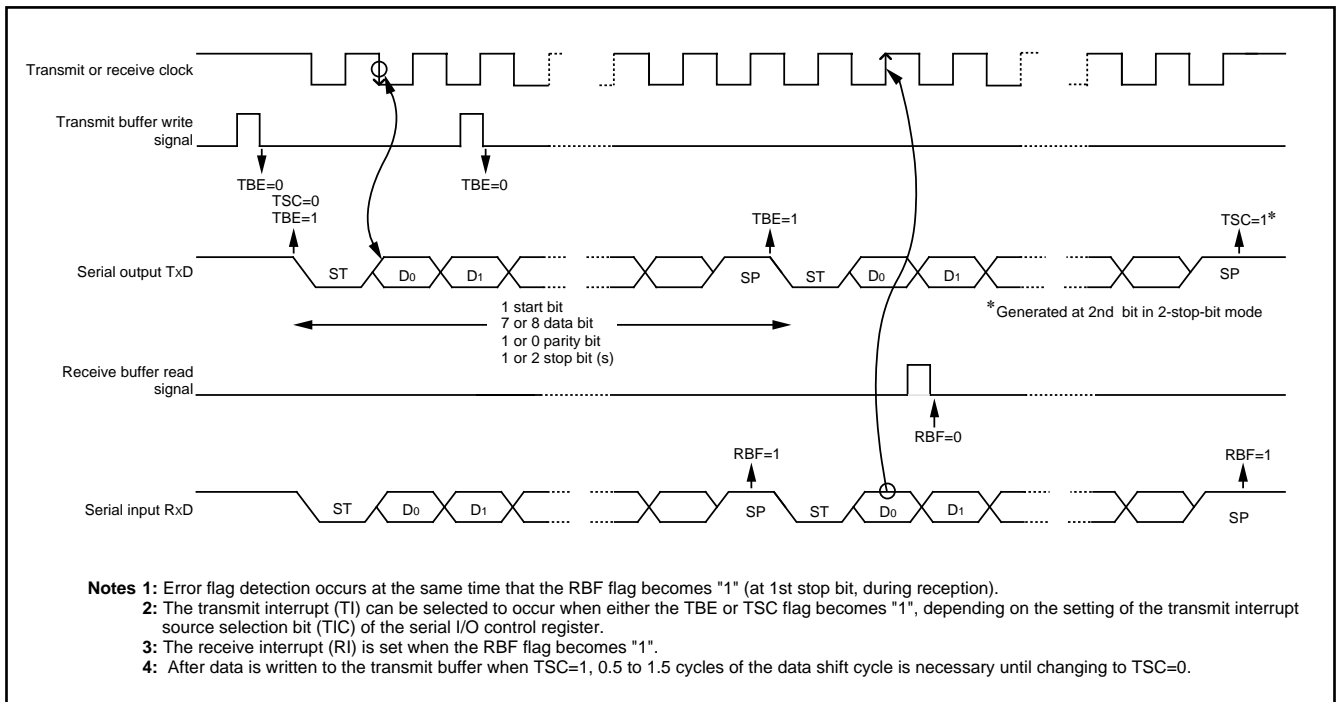 Transmit or receive clock
Transmit buffer write
signal
TBE=0
TSC=0
TBE=1
TBE=0
TBE=1
TSC=1*
Serial output TxD
ST D0 D1 SP ST D0 D1 SP
1 start bit
7 or 8 data bit
1 or 0 parity bit
1 or 2 stop bit (s)
*Generated at 2nd bit in 2-stop-bit mode
Receive buffer read
signal
RBF=0
RBF=1
RBF=1
Serial input RxD
ST D0 D1 SP ST D0 D1 SP
Notes 1: Error flag detection occurs at the same time that the RBF flag becomes "1" (at 1st stop bit, during reception).
2: The transmit interrupt (TI) can be selected to occur when either the TBE or TSC flag becomes "1", depending on the setting of the transmit interrupt
source selection bit (TIC) of the serial I/O control register.
3: The receive interrupt (RI) is set when the RBF flag becomes "1".
4: After data is written to the transmit buffer when TSC=1, 0.5 to 1.5 cycles of the data shift cycle is necessary until changing to TSC=0.